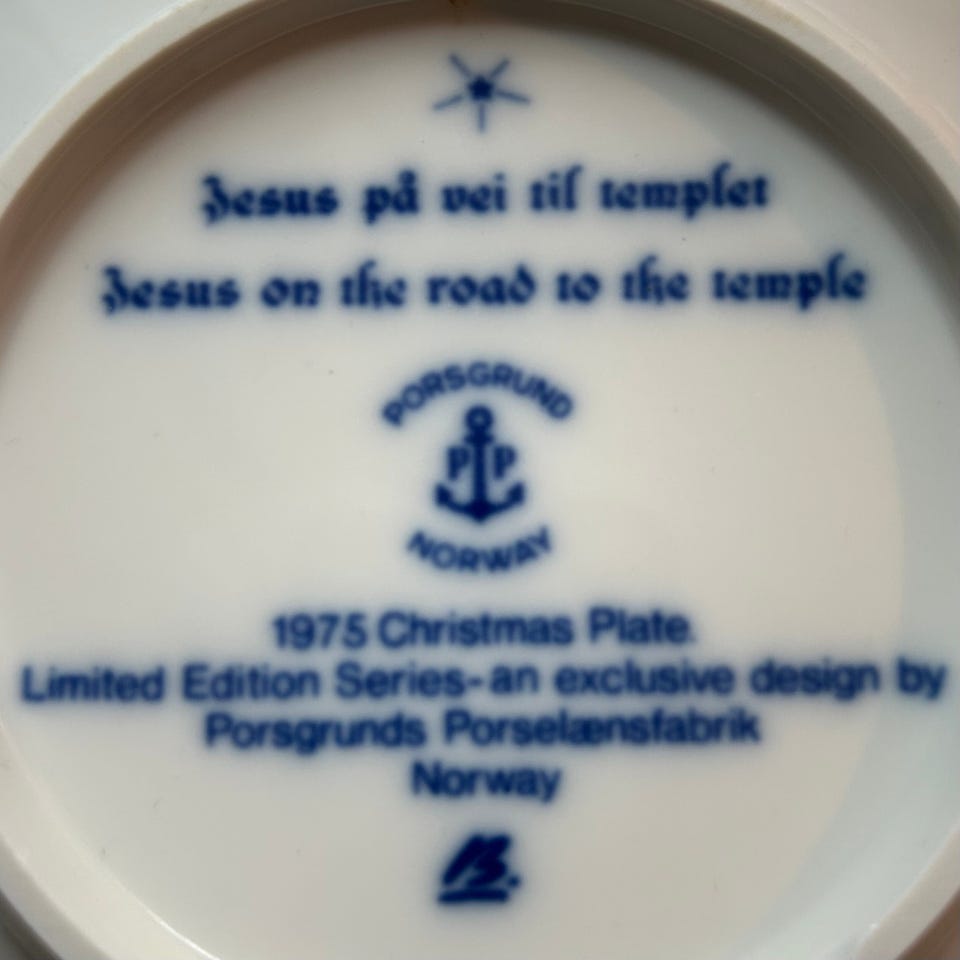 Jesus på vei til templet
Jesus on the road to the temple
PORSGRUND
P P
NORWAY
1975 Christmas Plate.
Limited Edition Series-an exclusive design by
Porsgrunds Porselænsfabrik
Norway